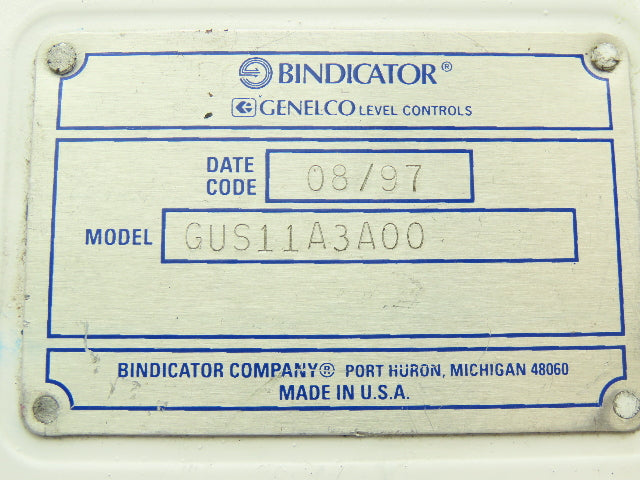 BINDICATOR®
GENELCO LEVEL CONTROLS
DATE CODE 08/97
MODEL GUS11A3A00
BINDICATOR COMPANY® PORT HURON, MICHIGAN 48060
MADE IN U.S.A.